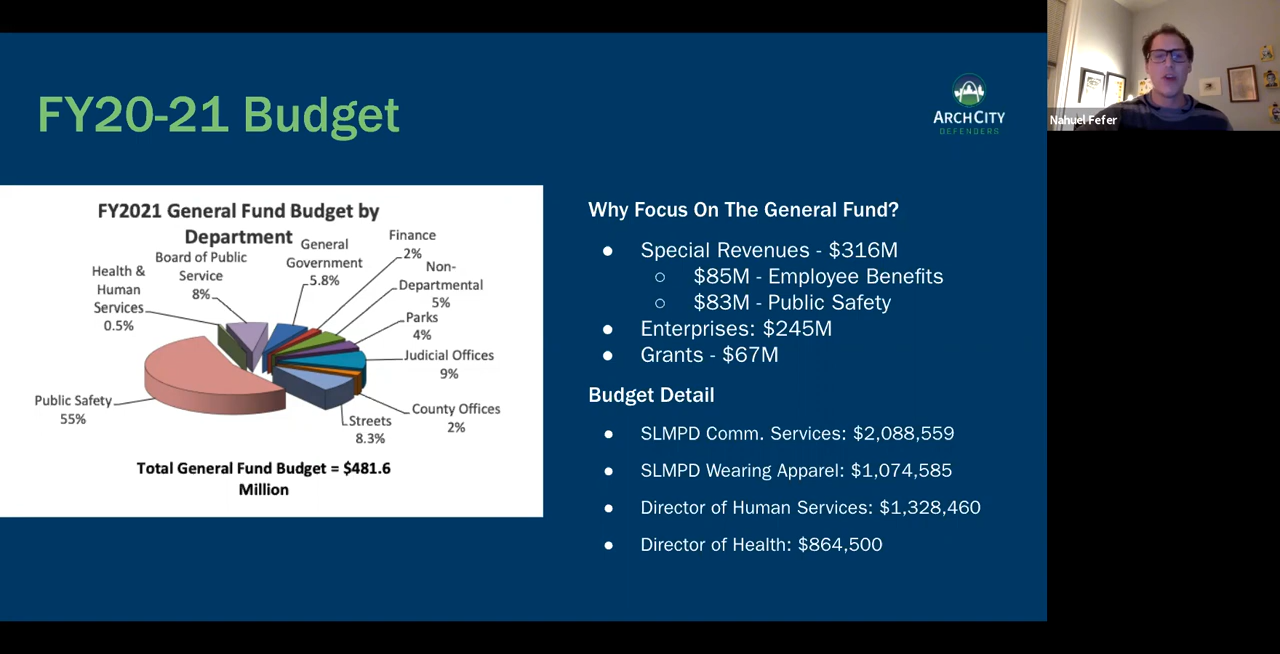 FY20-21 Budget
ARCHCITY
DEFENDERS
Nahuel Fefer
FY2021 General Fund Budget by
Department
Health &
Human
Services
0.5%
Board of Public
Service
8%
General
Government
5.8%
Finance
2%
Non-
Departmental
5%
Parks
4%
Judicial Offices
9%
County Offices
2%
Streets
8.3%
Public Safety
55%
Total General Fund Budget = $481.6
Million
Why Focus On The General Fund?
● Special Revenues - $316M
○ $85M - Employee Benefits
○ $83M - Public Safety
● Enterprises: $245M
● Grants - $67M
Budget Detail
● SLMPD Comm. Services: $2,088,559
● SLMPD Wearing Apparel: $1,074,585
● Director of Human Services: $1,328,460
● Director of Health: $864,500